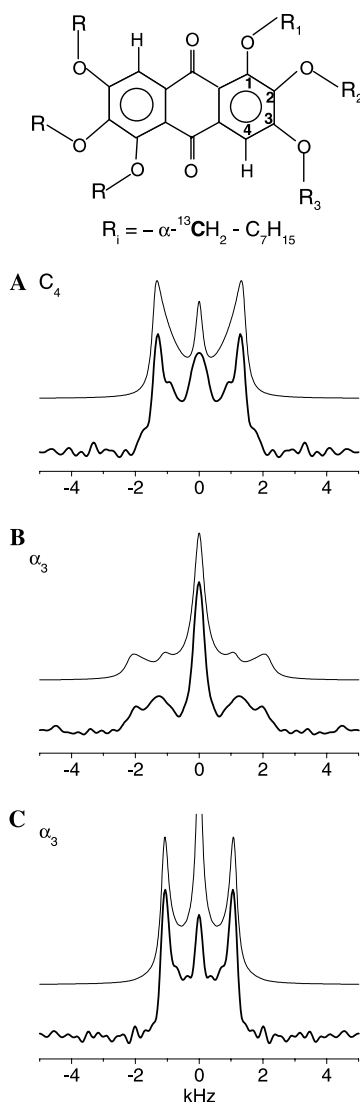 R H O O R₁
O 1 O
R O 2 R₂
3
O 4 O
R O H R₃
Rᵢ = – α-¹³CH₂ - C₇H₁₅
A C₄
-4 -2 0 2 4
B
α₃
-4 -2 0 2 4
C
α₃
-4 -2 0 2 4
kHz